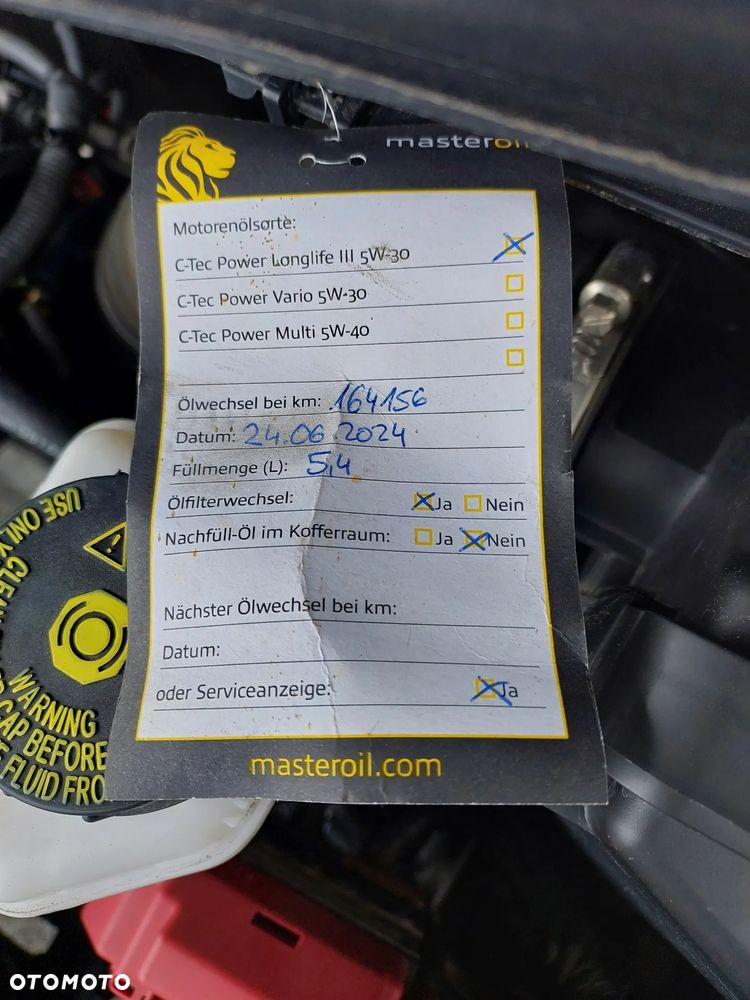 masteroil
Motorenölsorte:
C-Tec Power Longlife III 5W-30
C-Tec Power Vario 5W-30
C-Tec Power Multi 5W-40
Ölwechsel bei km: 164156
Datum: 24.06.2024
Füllmenge (L): 5,4
Ölfilterwechsel: Ja Nein
Nachfüll-Öl im Kofferraum: Ja Nein
Nächster Ölwechsel bei km:
Datum:
oder Serviceanzeige: Ja
masteroil.com
USE ONLY
WARNING
CAP BEFORE
FLUID FRO
OTOMOTO